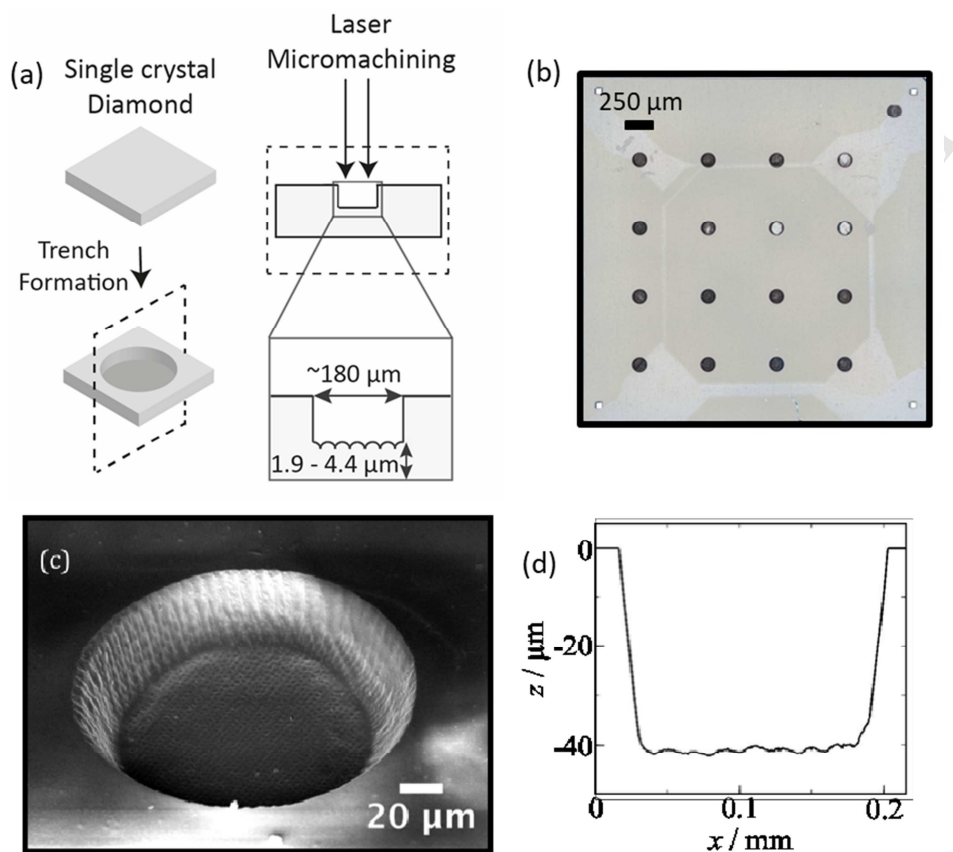 (a)
Single crystal
Diamond
Trench
Formation
Laser
Micromachining
~180 μm
1.9 - 4.4 μm
(b)
250 μm
(c)
20 μm
(d)
0
-20
-40
z / μm
0
0.1
0.2
x / mm